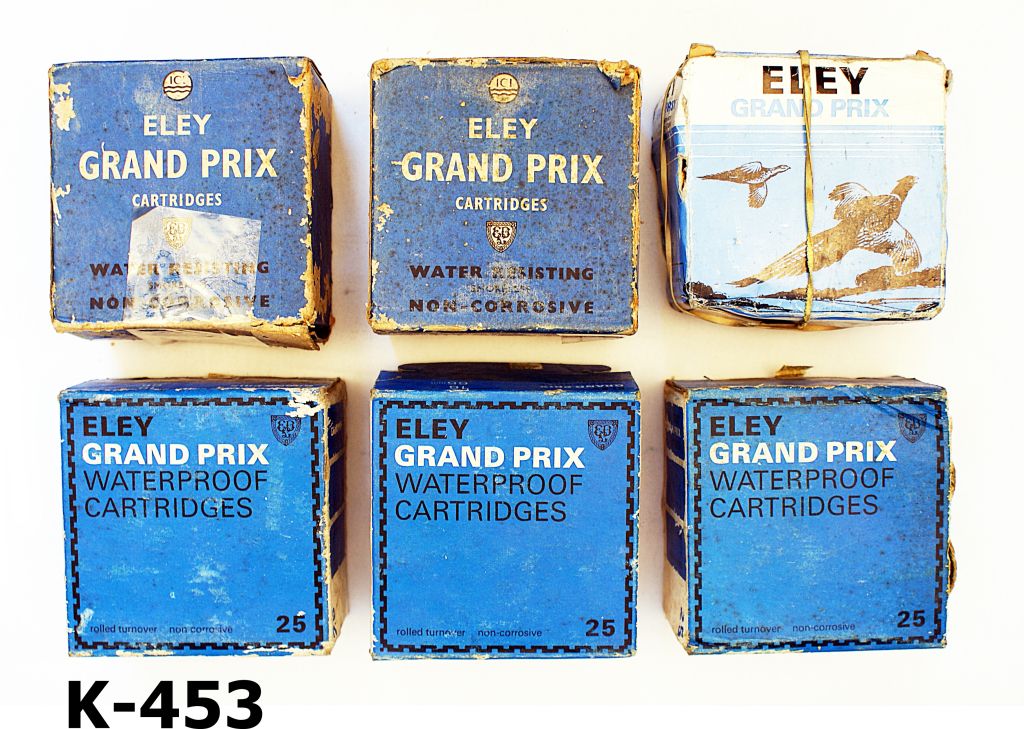 ICI
ELEY
GRAND PRIX
CARTRIDGES
WATER RESISTING
NON-CORROSIVE
ICI
ELEY
GRAND PRIX
CARTRIDGES
WATER RESISTING
SMOKELESS
NON-CORROSIVE
ELEY
GRAND PRIX
ELEY
GRAND PRIX
WATERPROOF
CARTRIDGES
rolled turnover non-corrosive 25
ELEY
GRAND PRIX
WATERPROOF
CARTRIDGES
rolled turnover non-corrosive 25
ELEY
GRAND PRIX
WATERPROOF
CARTRIDGES
rolled turnover non-corrosive 25
K-453